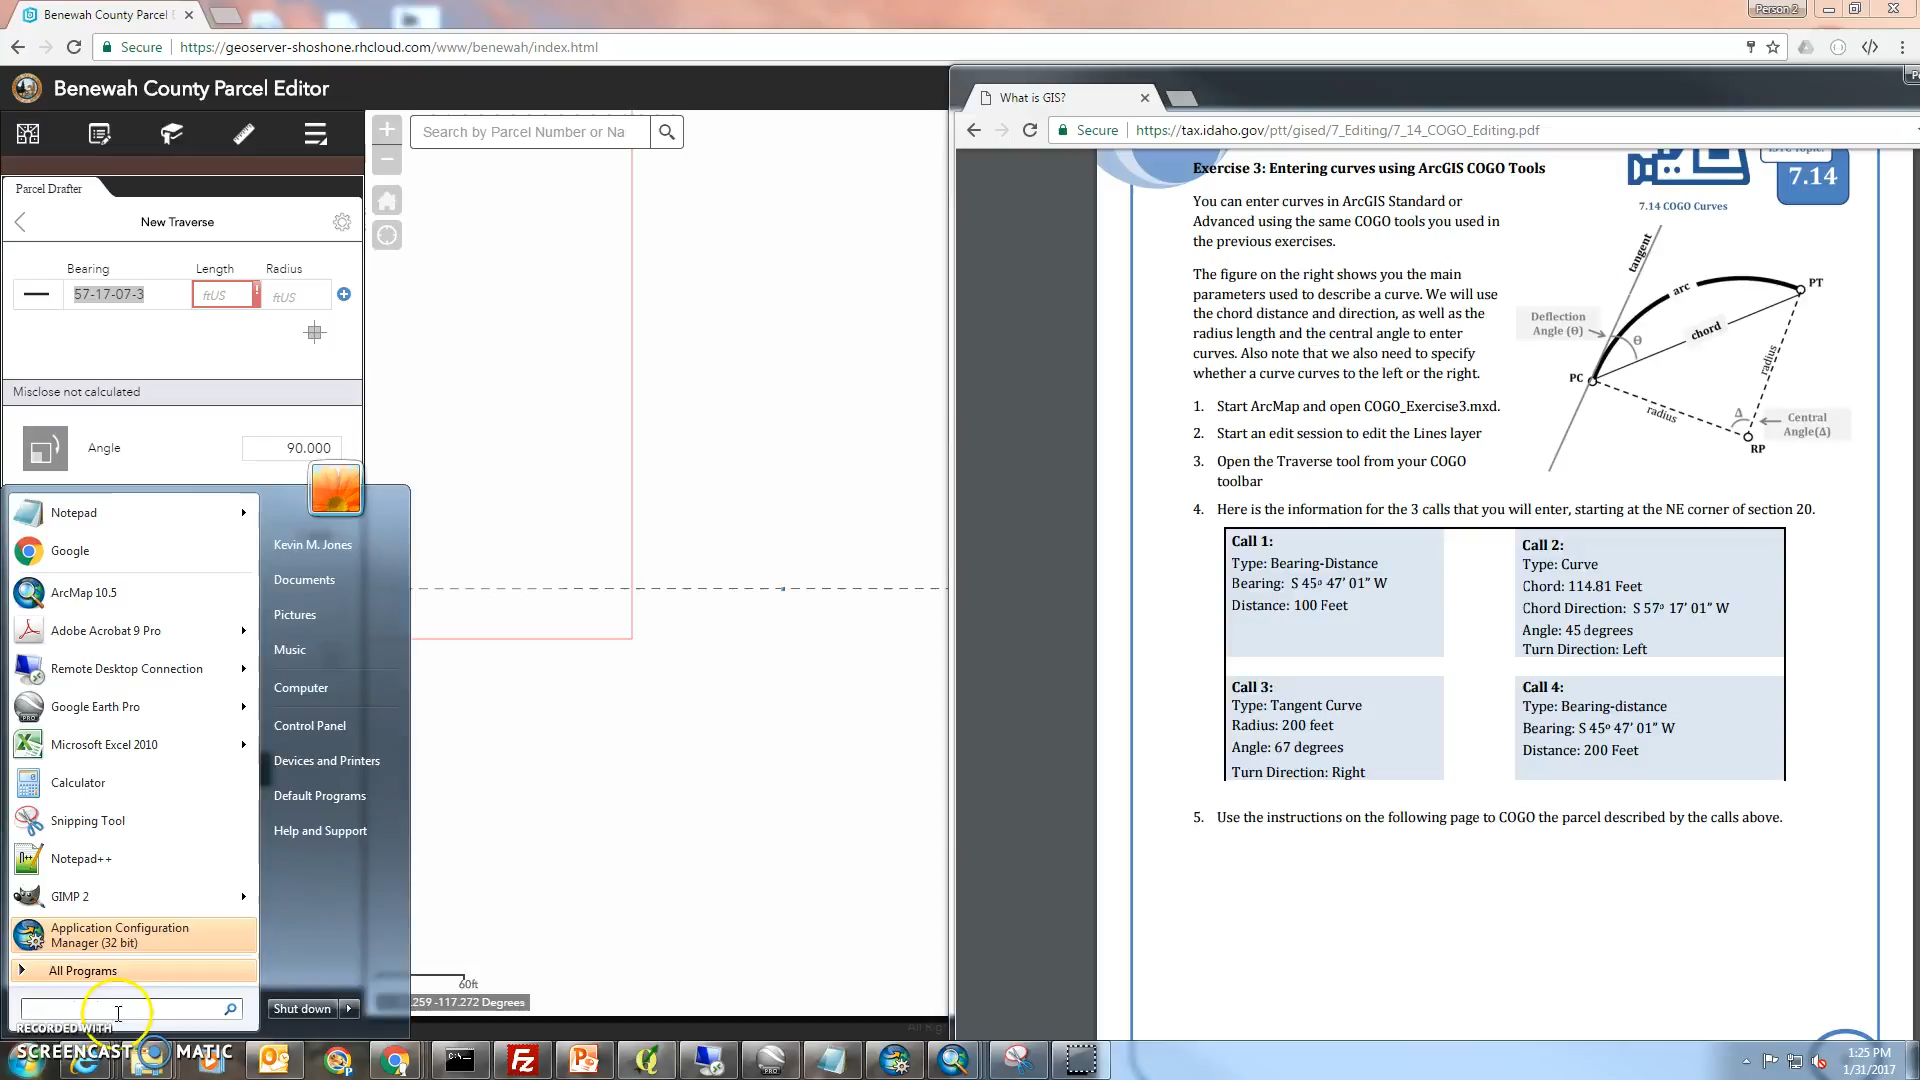 Benewah County Parcel E
Person 2
Secure
https://geoserver-shoshone.rhcloud.com/www/benewah/index.html
Benewah County Parcel Editor
Search by Parcel Number or Na
Parcel Drafter
New Traverse
Bearing
Length
Radius
57-17-07-3
ftUS
ftUS
Misclose not calculated
Angle
90.000
Notepad
Google
ArcMap 10.5
Adobe Acrobat 9 Pro
Remote Desktop Connection
Google Earth Pro
Microsoft Excel 2010
Calculator
Snipping Tool
Notepad++
GIMP 2
Application Configuration
Manager (32 bit)
All Programs
Kevin M. Jones
Documents
Pictures
Music
Computer
Control Panel
Devices and Printers
Default Programs
Help and Support
Shut down
60ft
.259 -117.272 Degrees
All Rig
RECORDED WITH
SCREENCAST MATIC
What is GIS?
Secure
https://tax.idaho.gov/ptt/gised/7_Editing/7_14_COGO_Editing.pdf
Exercise 3: Entering curves using ArcGIS COGO Tools
7.14
7.14 COGO Curves
You can enter curves in ArcGIS Standard or
Advanced using the same COGO tools you used in
the previous exercises.
The figure on the right shows you the main
parameters used to describe a curve. We will use
the chord distance and direction, as well as the
radius length and the central angle to enter
curves. Also note that we also need to specify
whether a curve curves to the left or the right.
tangent
arc
PT
Deflection
Angle (Θ)
Θ
chord
radius
PC
radius
Δ
Central
Angle(Δ)
RP
1. Start ArcMap and open COGO_Exercise3.mxd.
2. Start an edit session to edit the Lines layer
3. Open the Traverse tool from your COGO
toolbar
4. Here is the information for the 3 calls that you will enter, starting at the NE corner of section 20.
Call 1:
Type: Bearing-Distance
Bearing: S 45º 47’ 01” W
Distance: 100 Feet
Call 2:
Type: Curve
Chord: 114.81 Feet
Chord Direction: S 57º 17’ 01” W
Angle: 45 degrees
Turn Direction: Left
Call 3:
Type: Tangent Curve
Radius: 200 feet
Angle: 67 degrees
Turn Direction: Right
Call 4:
Type: Bearing-distance
Bearing: S 45º 47’ 01” W
Distance: 200 Feet
5. Use the instructions on the following page to COGO the parcel described by the calls above.
1:25 PM
1/31/2017